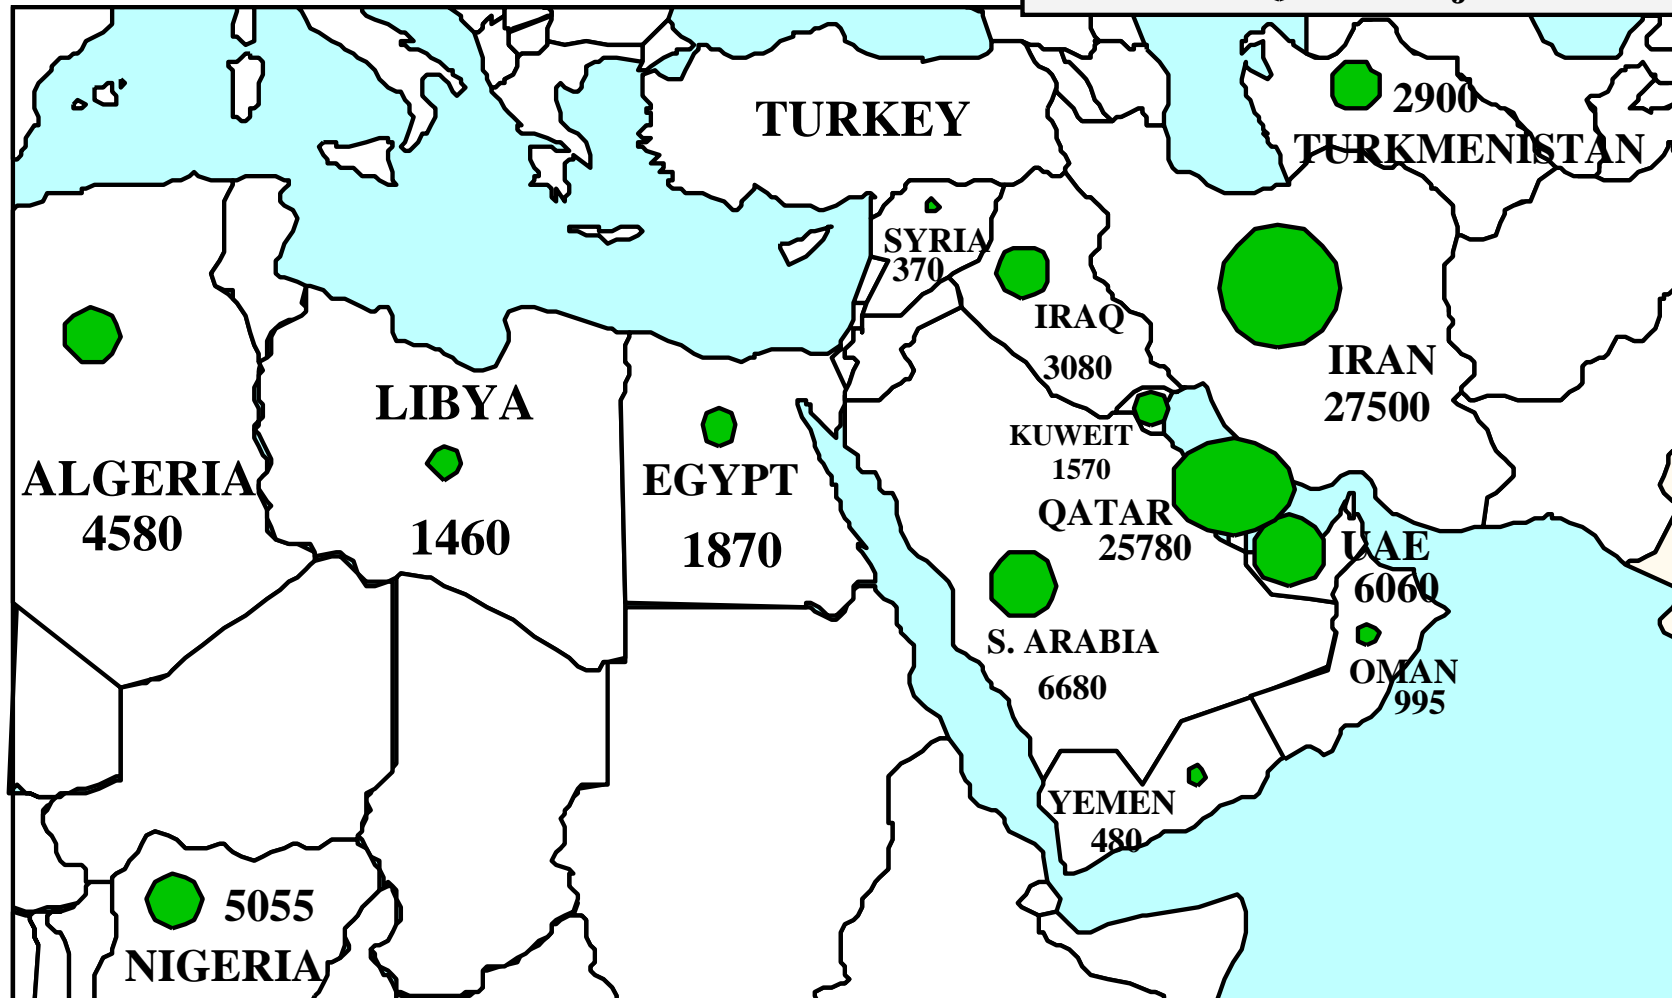 2900
TURKEY
TURKMENISTAN
SYRIA
370
IRAQ
3080
IRAN
27500
LIBYA
KUWEIT
1570
ALGERIA
4580
EGYPT
1460
1870
QATAR
25780
UAE
6060
S. ARABIA
6680
OMAN
995
YEMEN
480
5055
NIGERIA